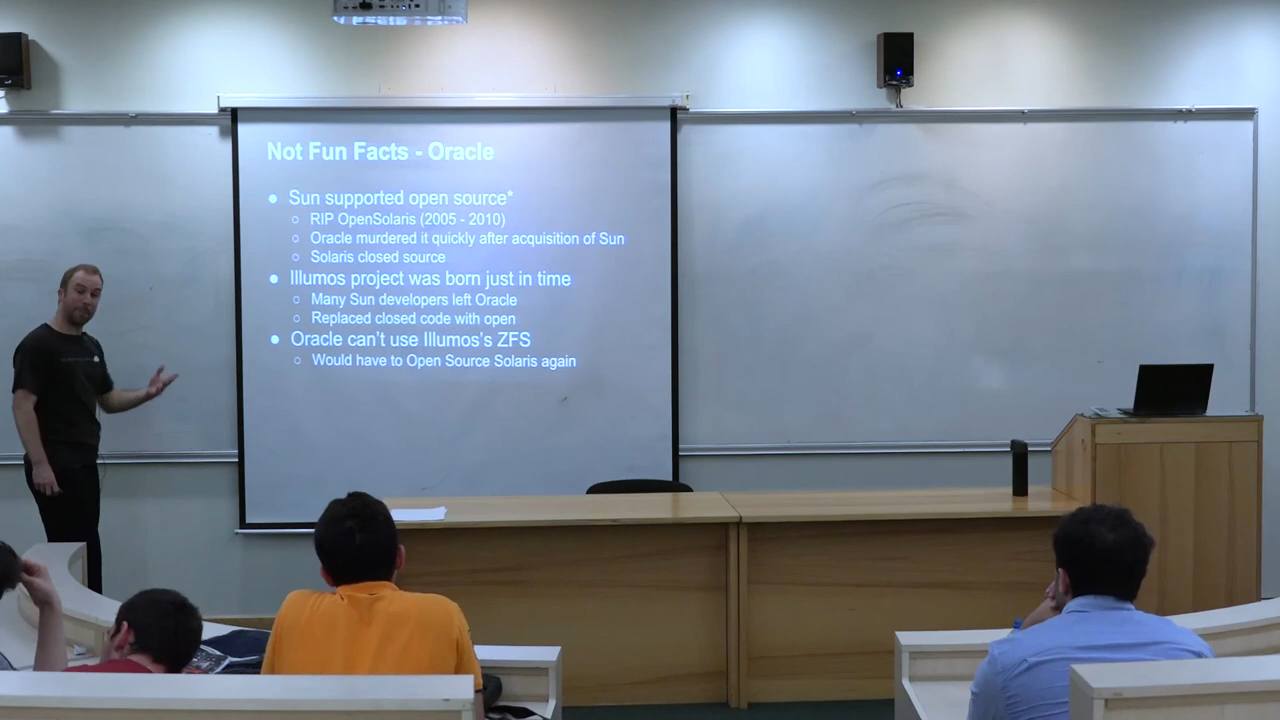 Not Fun Facts - Oracle
● Sun supported open source*
○ RIP OpenSolaris (2005 - 2010)
○ Oracle murdered it quickly after acquisition of Sun
○ Solaris closed source
● Illumos project was born just in time
○ Many Sun developers left Oracle
○ Replaced closed code with open
● Oracle can't use Illumos's ZFS
○ Would have to Open Source Solaris again